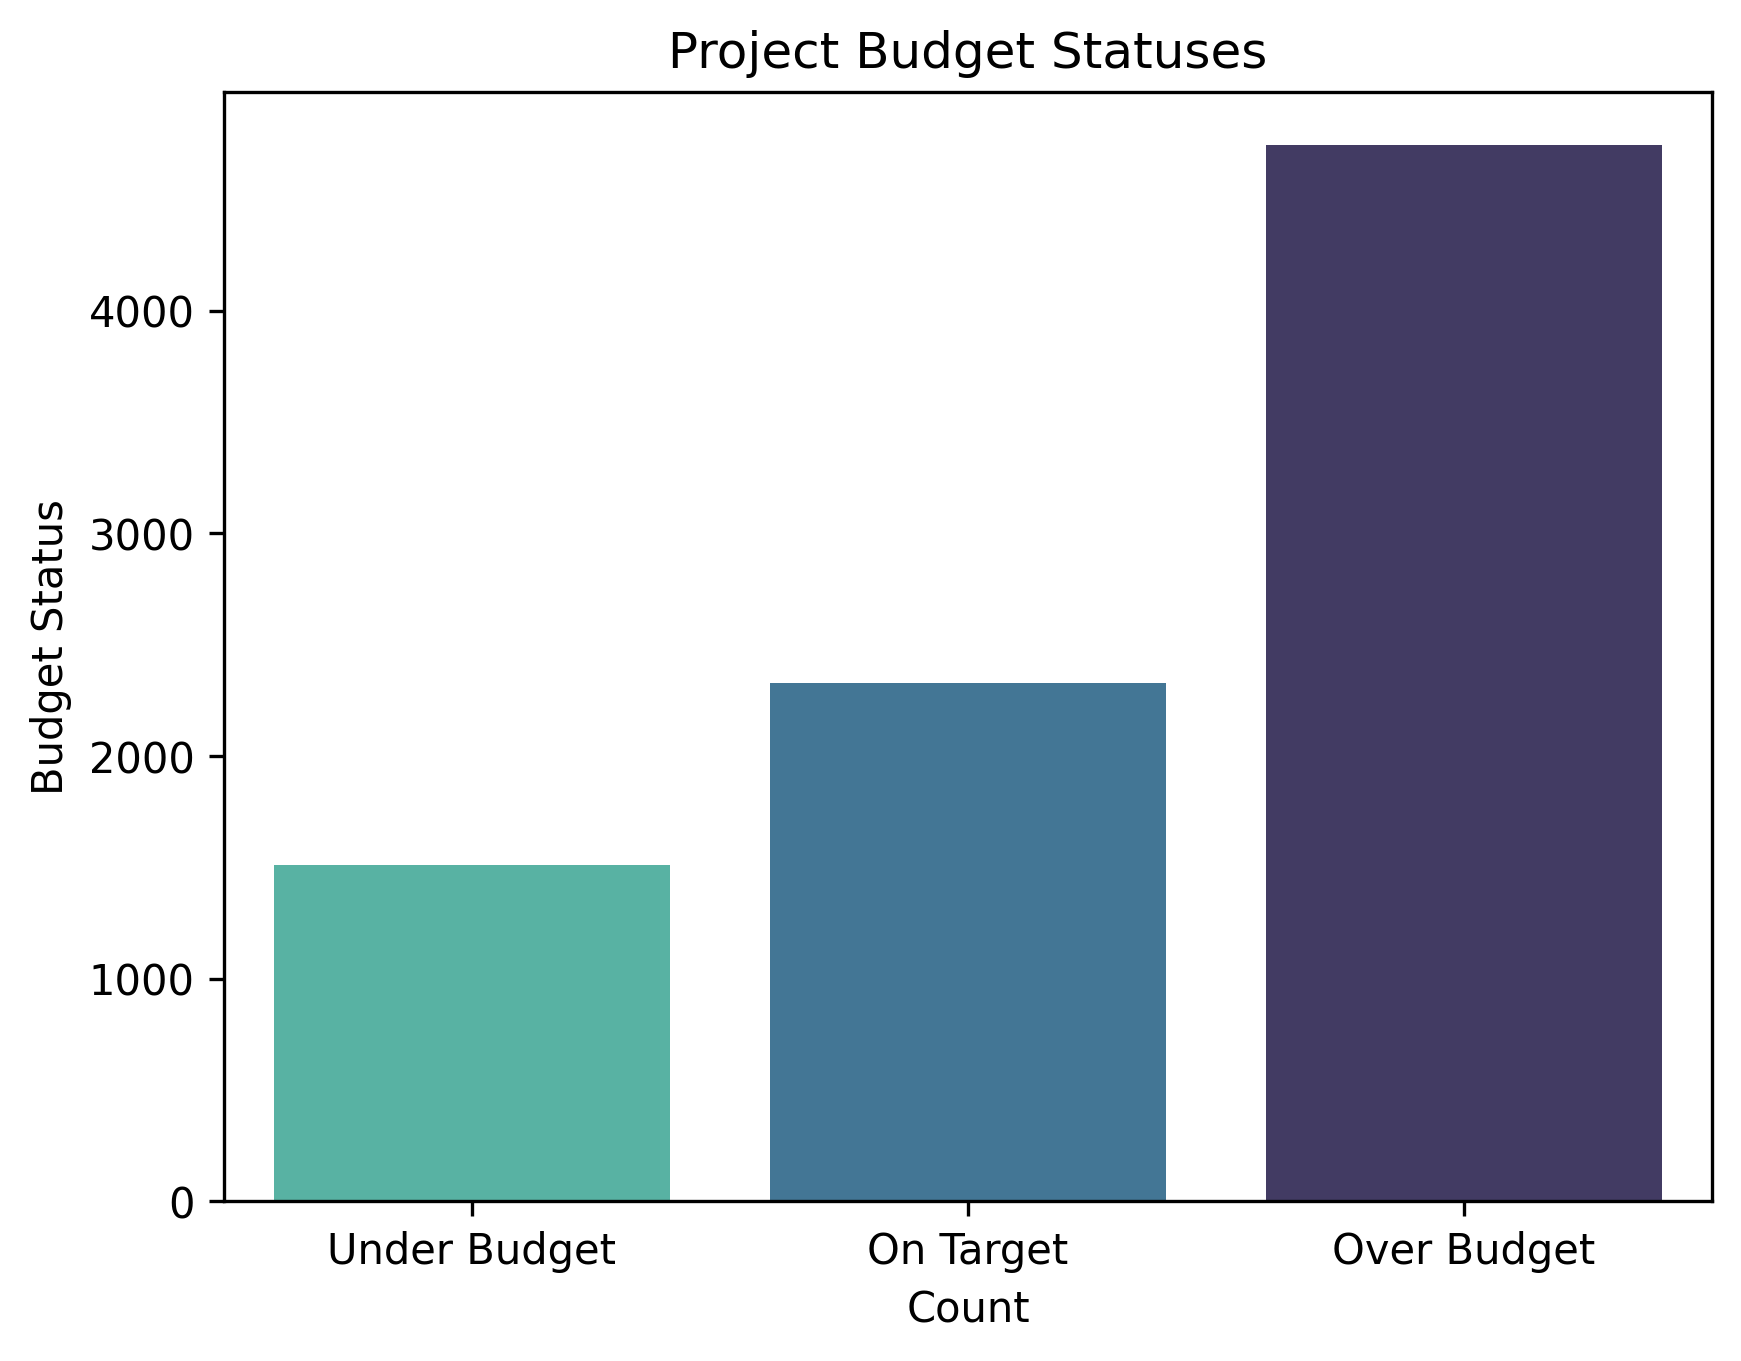 Project Budget Statuses
Budget Status
4000
3000
2000
1000
0
Under Budget On Target Over Budget
Count